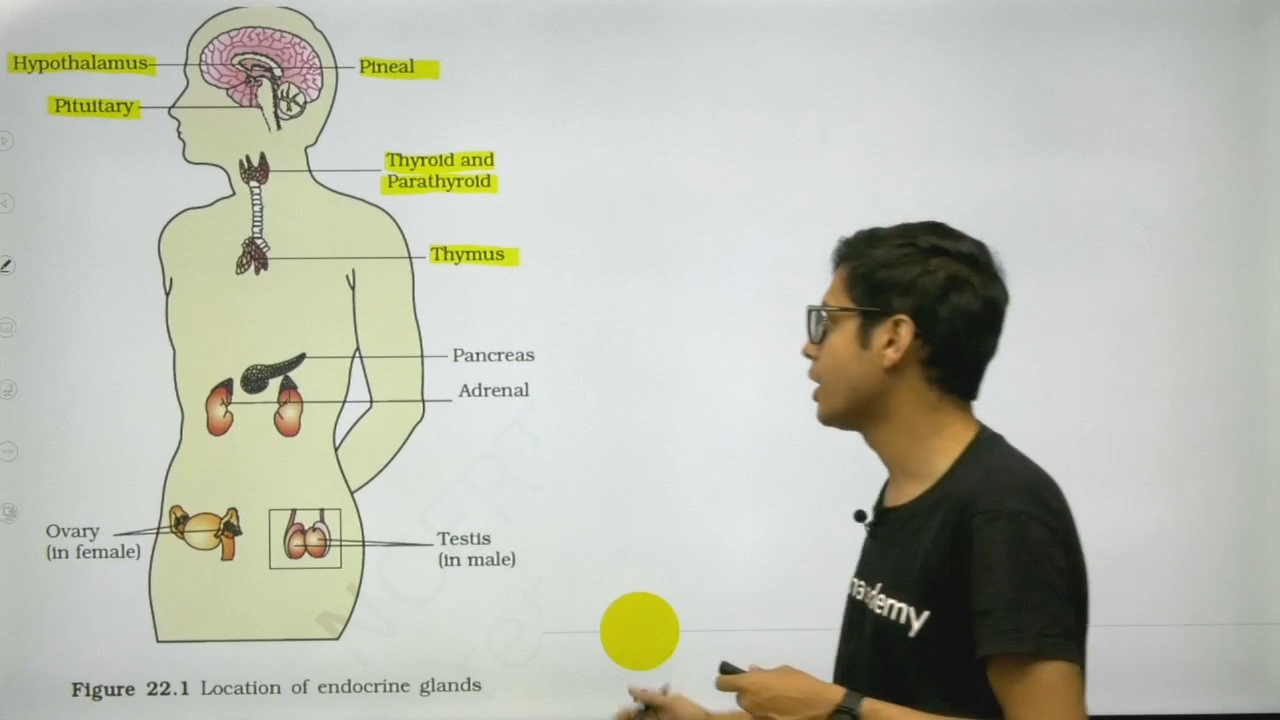 Hypothalamus
Pineal
Pituitary
Thyroid and
Parathyroid
Thymus
Pancreas
Adrenal
Ovary
(in female)
Testis
(in male)
Figure 22.1 Location of endocrine glands